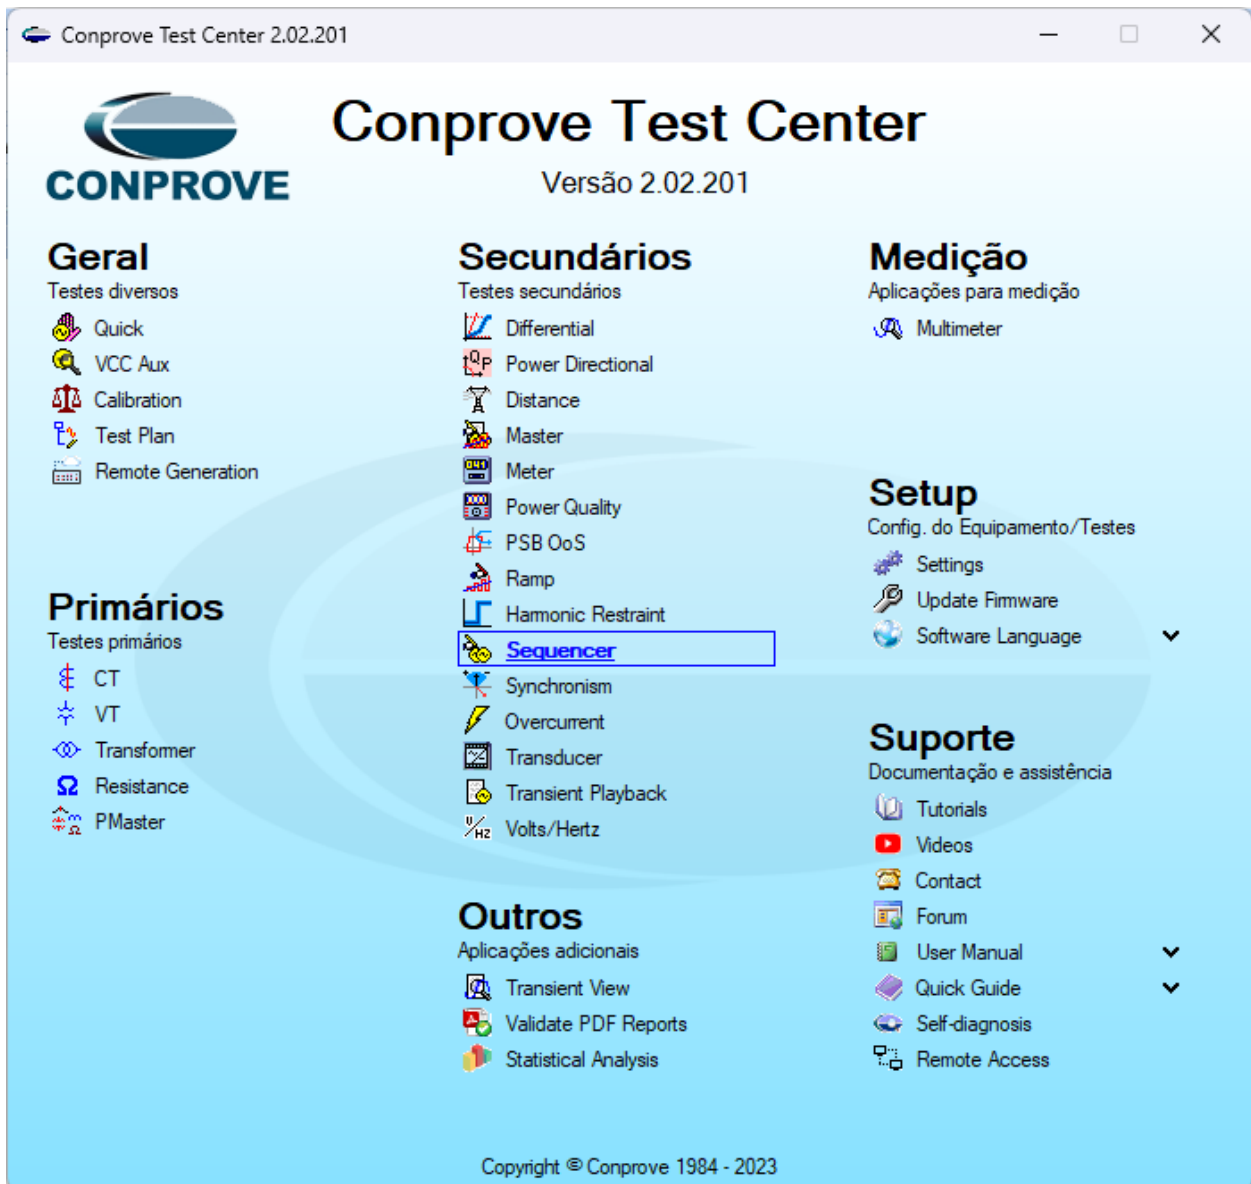 Conprove Test Center 2.02.201
CONPROVE
Conprove Test Center
Versão 2.02.201
Geral
Testes diversos
Quick
VCC Aux
Calibration
Test Plan
Remote Generation
Primários
Testes primários
CT
VT
Transformer
Resistance
PMaster
Secundários
Testes secundários
Differential
Power Directional
Distance
Master
Meter
Power Quality
PSB OoS
Ramp
Harmonic Restraint
Sequencer
Synchronism
Overcurrent
Transducer
Transient Playback
Volts/Hertz
Outros
Aplicações adicionais
Transient View
Validate PDF Reports
Statistical Analysis
Medição
Aplicações para medição
Multimeter
Setup
Config. do Equipamento/Testes
Settings
Update Firmware
Software Language
Suporte
Documentação e assistência
Tutorials
Videos
Contact
Forum
User Manual
Quick Guide
Self-diagnosis
Remote Access
Copyright © Conprove 1984 - 2023